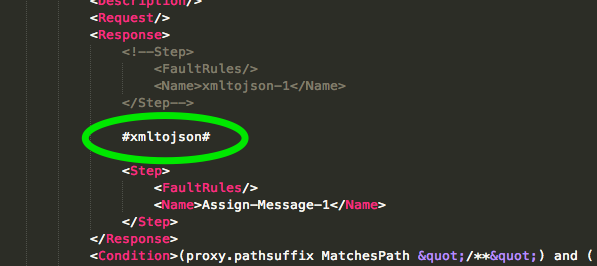 <Description/>
<Request/>
<Response>
<!--Step>
<FaultRules/>
<Name>xmltojson-1</Name>
</Step-->
#xmltojson#
<Step>
<FaultRules/>
<Name>Assign-Message-1</Name>
</Step>
</Response>
<Condition>(proxy.pathsuffix MatchesPath &quot;/**&quot;) and (